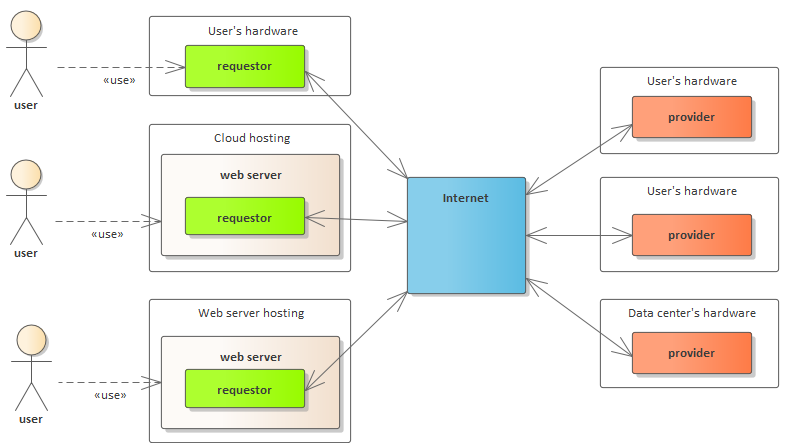 User's hardware
requestor
«use»
user
Cloud hosting
web server
requestor
«use»
user
Web server hosting
web server
requestor
«use»
user
Internet
User's hardware
provider
User's hardware
provider
Data center's hardware
provider